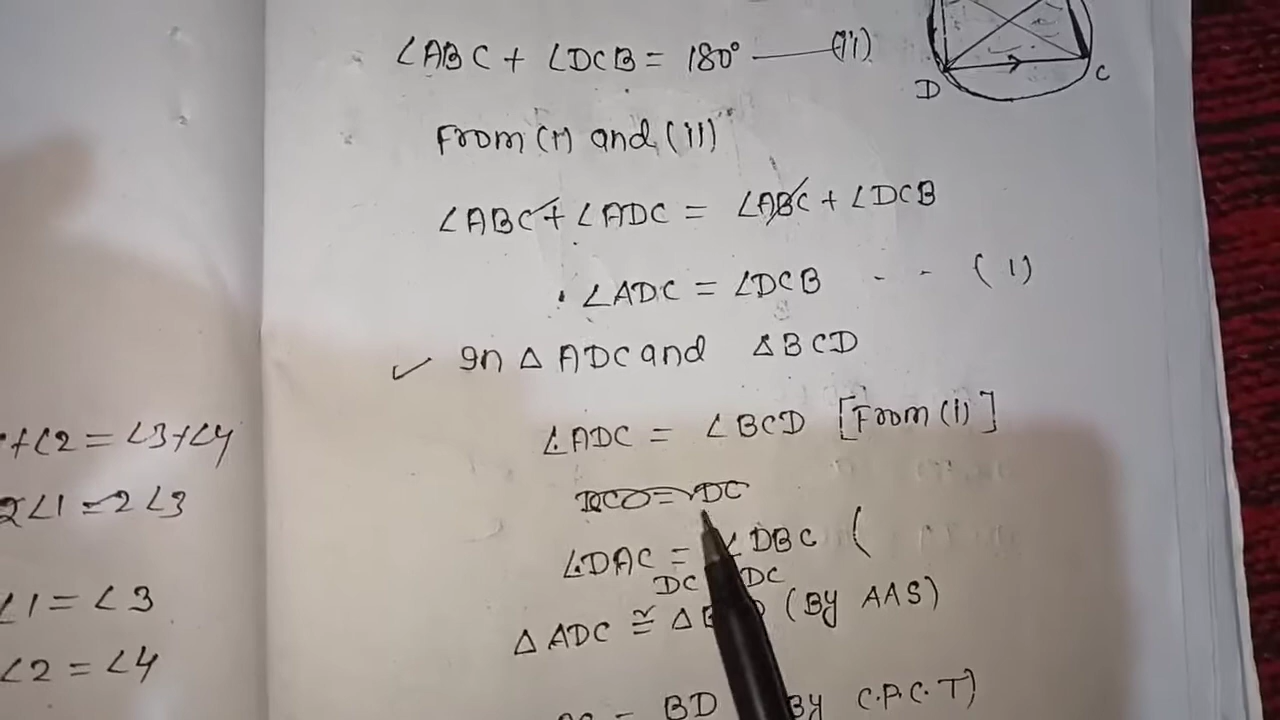 ∠ABC + ∠DCB = 180° —— (ii)
D
C
From (i) and (ii)
∠ABC + ∠ADC = ∠ABC + ∠DCB
∠ADC = ∠DCB - - (1)
In △ ADC and △BCD
∠ADC = ∠BCD [From (i)]
= DC
∠DAC = ∠DBC (
DC DC
△ ADC ≅ △B (By AAS)
= BD By C.P.C.T)
+∠2 = ∠3+∠4
2∠1 = 2∠3
∠1 = ∠3
∠2 = ∠4